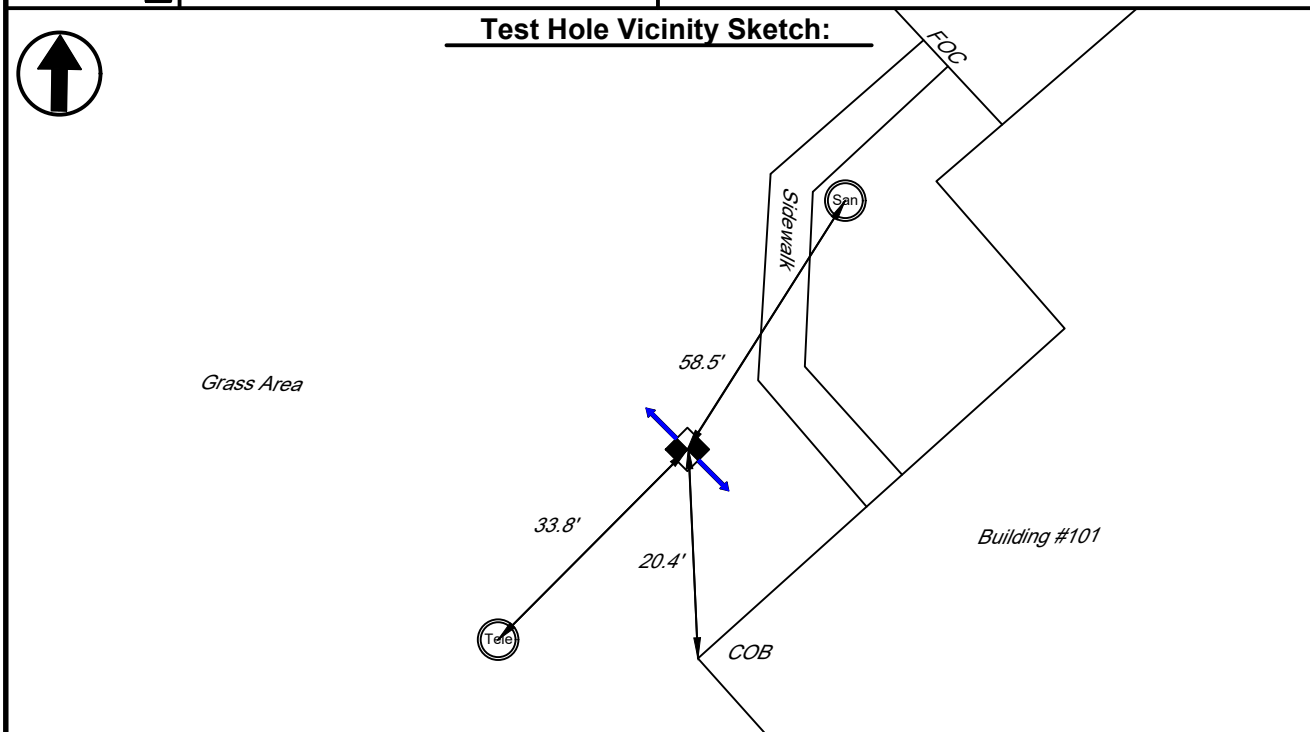 Test Hole Vicinity Sketch:
FOC
San
Sidewalk
58.5'
Grass Area
33.8'
Building #101
20.4'
Tele
COB